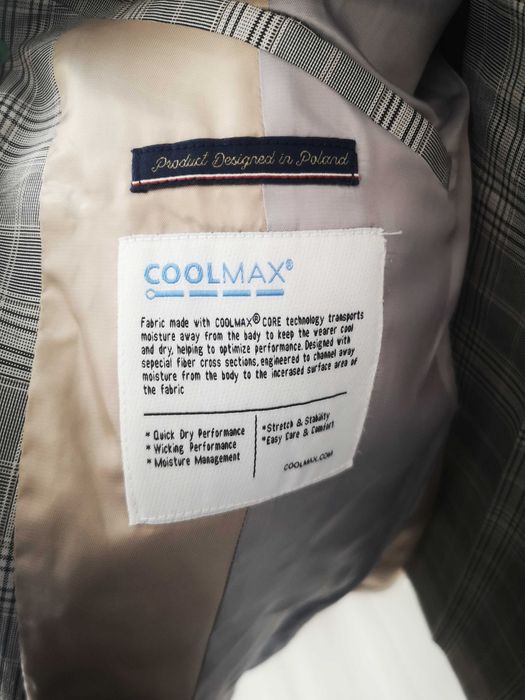 Product Designed in Poland
COOLMAX®
Fabric made with COOLMAX® CORE technology transports
moisture away from the bady to keep the wearer cool
and dry, helping to optimize performance. Designed with
sepecial fiber cross sections, engineered to channel away
moisture from the body to the incerased surface area of
the fabric
* Quick Dry Performance
* Wicking Performance
* Moisture Management
*Stretch & Stability
*Easy Care & Comfort
COOLMAX.COM